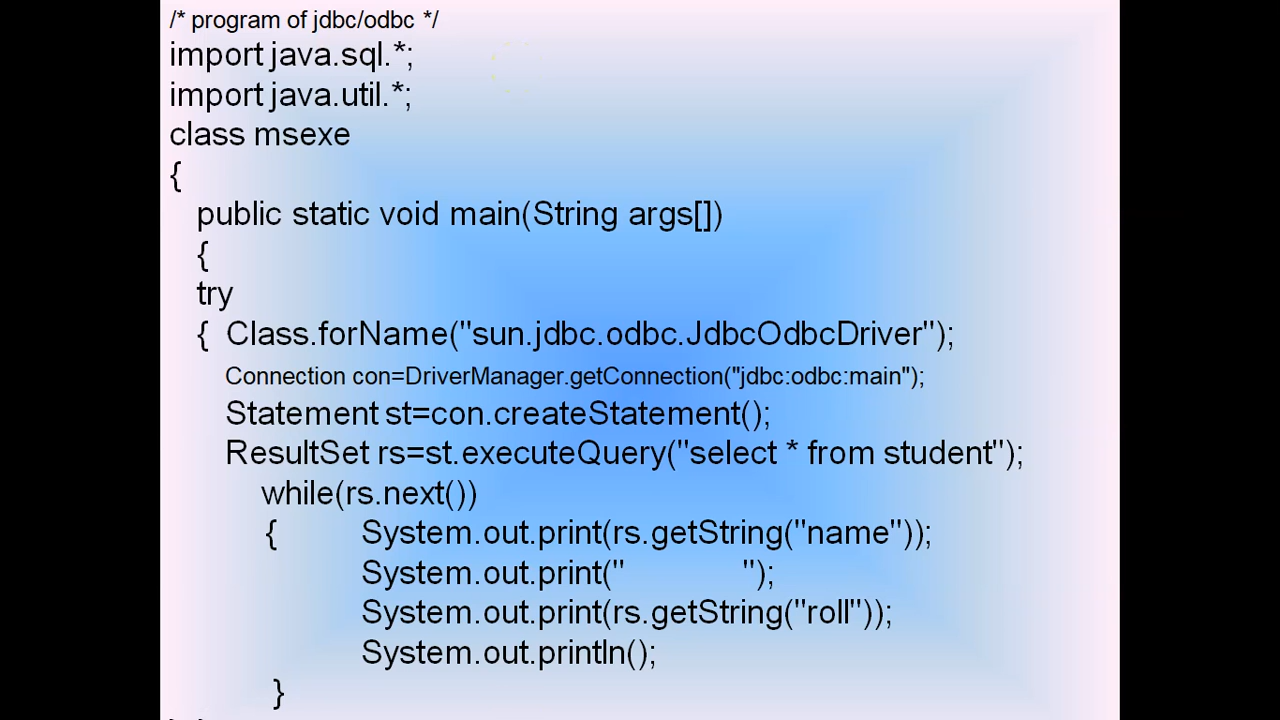 /* program of jdbc/odbc */
import java.sql.*;
import java.util.*;
class msexe
{
public static void main(String args[])
{
try
{ Class.forName("sun.jdbc.odbc.JdbcOdbcDriver");
Connection con=DriverManager.getConnection("jdbc:odbc:main");
Statement st=con.createStatement();
ResultSet rs=st.executeQuery("select * from student");
while(rs.next())
{ System.out.print(rs.getString("name"));
System.out.print(" ");
System.out.print(rs.getString("roll"));
System.out.println();
}